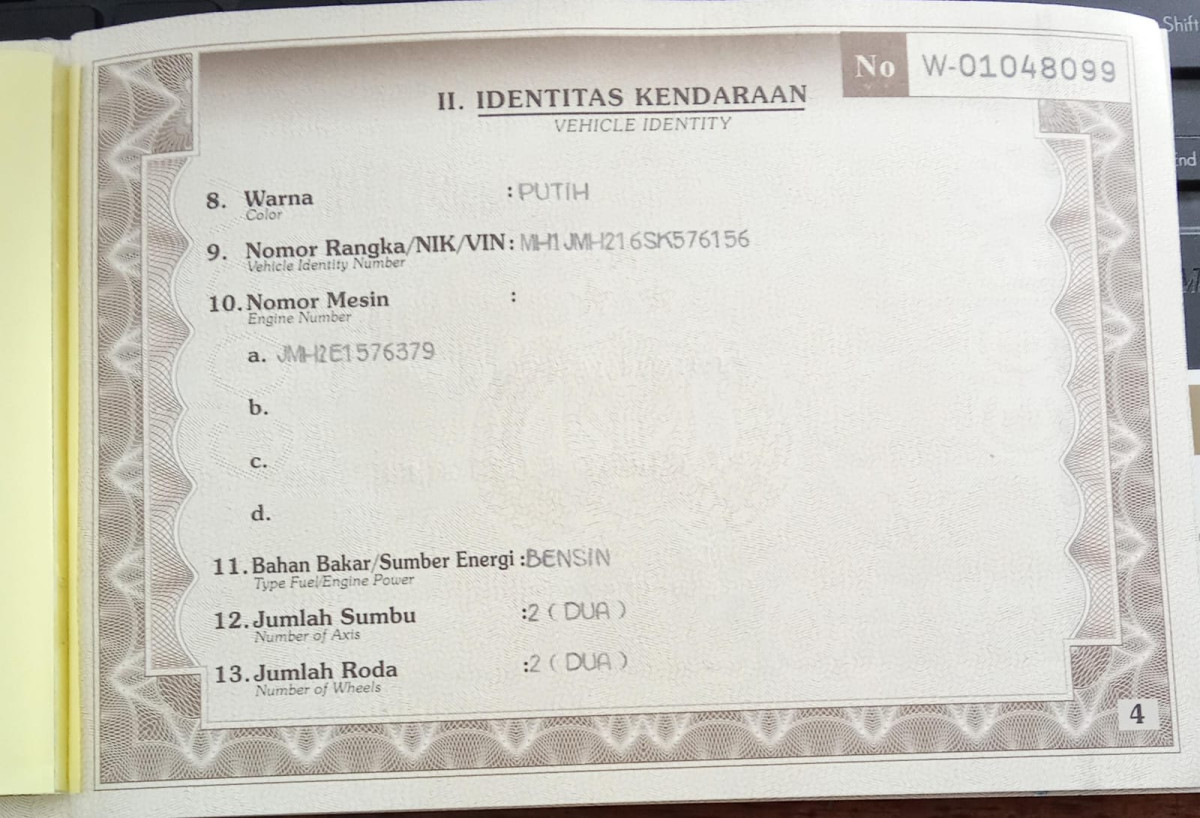 No W-01048099
II. IDENTITAS KENDARAAN
VEHICLE IDENTITY
8. Warna : PUTIH
Color
9. Nomor Rangka/NIK/VIN : MH1JMH216SK576156
Vehicle Identity Number
10. Nomor Mesin :
Engine Number
a. JMH2E1576379
b.
c.
d.
11. Bahan Bakar/Sumber Energi : BENSIN
Type Fuel/Engine Power
12. Jumlah Sumbu : 2 ( DUA )
Number of Axis
13. Jumlah Roda : 2 ( DUA )
Number of Wheels
4
Shift
End